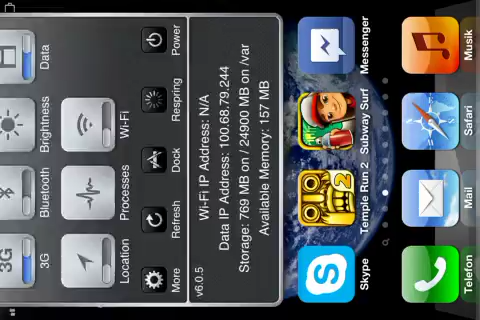 3G
3G Bluetooth Brightness Data
Location Processes Wi-Fi
More Refresh Dock Respring Power
v6.0.5
Wi-Fi IP Address: N/A
Data IP Address: 100.68.79.244
Storage: 769 MB on / 24900 MB on /var
Available Memory: 157 MB
S 2
Skype Temple Run 2 Subway Surf Messenger
Telefon Mail Safari Musik